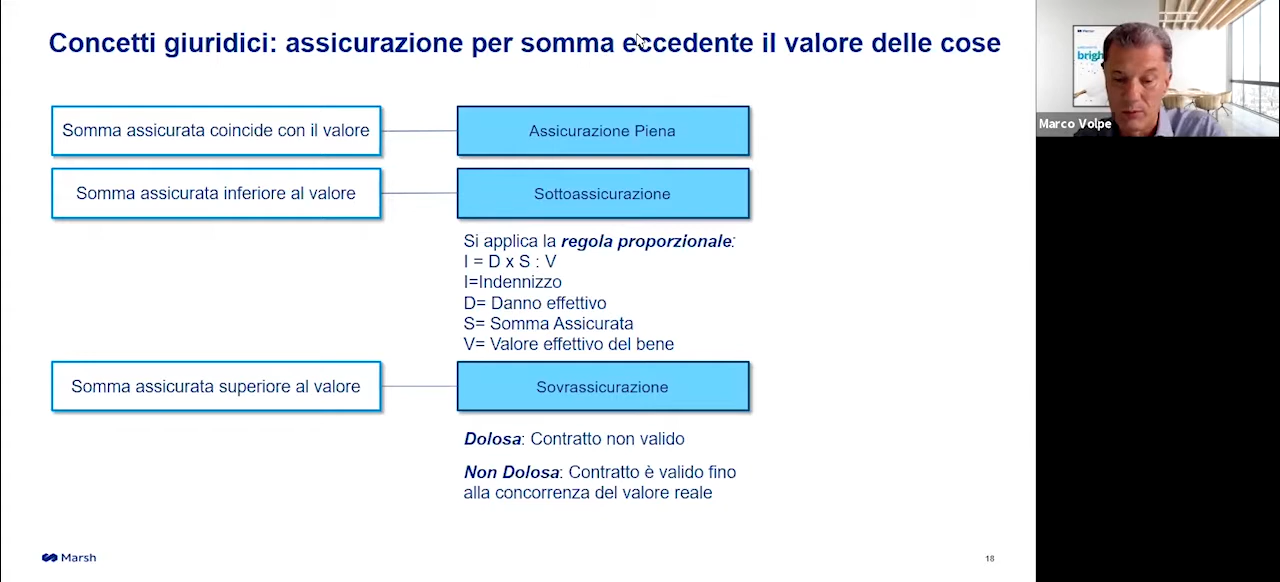 Concetti giuridici: assicurazione per somma eccedente il valore delle cose
Somma assicurata coincide con il valore
Assicurazione Piena
Somma assicurata inferiore al valore
Sottoassicurazione
Si applica la regola proporzionale:
I = D x S : V
I=Indennizzo
D= Danno effettivo
S= Somma Assicurata
V= Valore effettivo del bene
Somma assicurata superiore al valore
Sovrassicurazione
Dolosa: Contratto non valido
Non Dolosa: Contratto è valido fino
alla concorrenza del valore reale
Marsh
18
Marsh
brigh
Marco Volpe